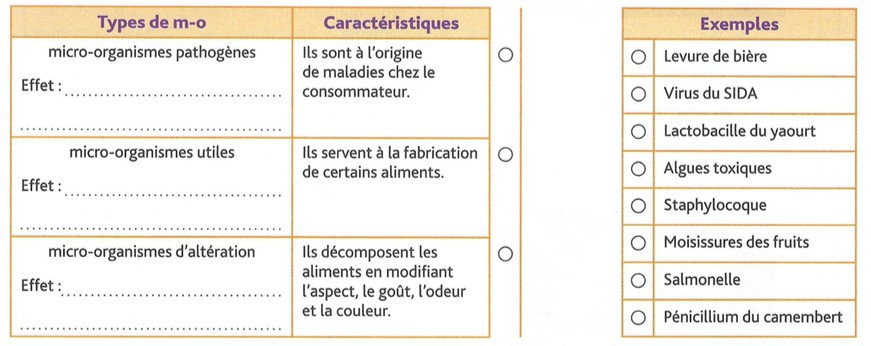 Types de m-o
Caractéristiques
micro-organismes pathogènes
Effet : ........................................
........................................
Ils sont à l'origine
de maladies chez le
consommateur.
micro-organismes utiles
Effet : ........................................
........................................
Ils servent à la fabrication
de certains aliments.
micro-organismes d'altération
Effet : ........................................
........................................
Ils décomposent les
aliments en modifiant
l'aspect, le goût, l'odeur
et la couleur.
Exemples
Levure de bière
Virus du SIDA
Lactobacille du yaourt
Algues toxiques
Staphylocoque
Moisissures des fruits
Salmonelle
Pénicillium du camembert